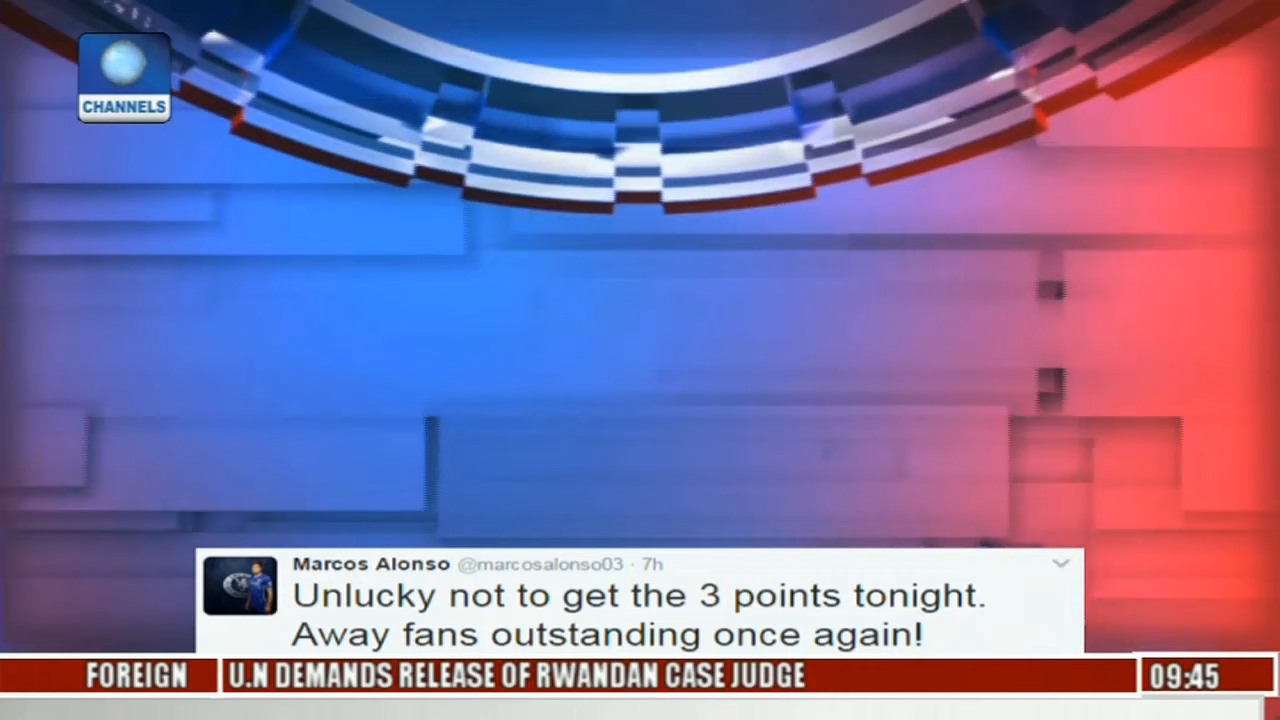 CHANNELS
Marcos Alonso @marcosalonso03 · 7h
Unlucky not to get the 3 points tonight.
Away fans outstanding once again!
FOREIGN U.N DEMANDS RELEASE OF RWANDAN CASE JUDGE 09:45